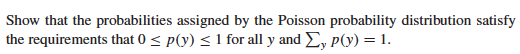 Show that the probabilities assigned by the Poisson probability distribution satisfy
the requirements that 0 ≤ p(y) ≤ 1 for all y and ∑y p(y) = 1.